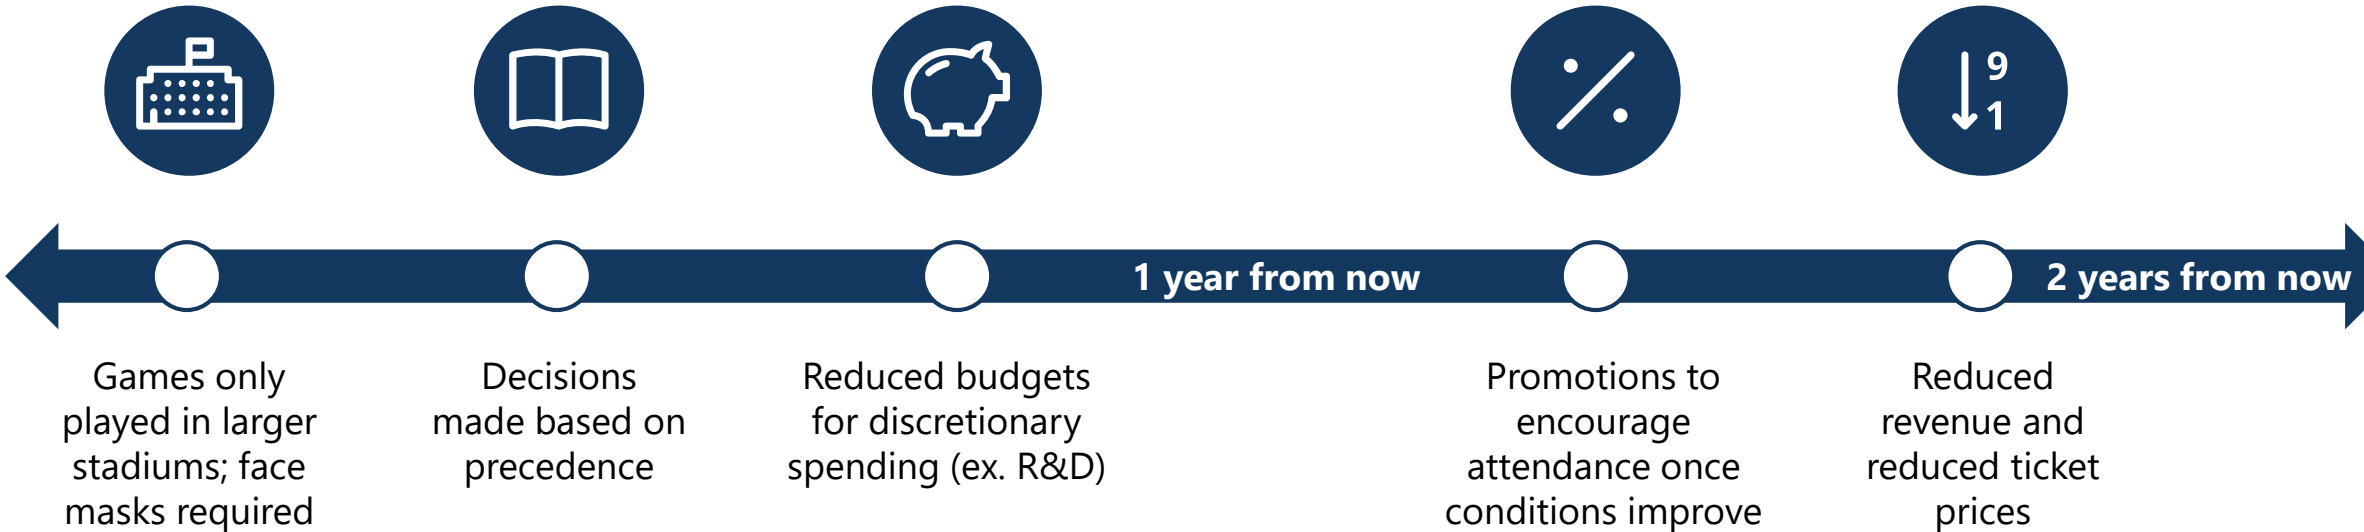 9
1
1 year from now
2 years from now
Games only
played in larger
stadiums; face
masks required
Decisions
made based on
precedence
Reduced budgets
for discretionary
spending (ex. R&D)
Promotions to
encourage
attendance once
conditions improve
Reduced
revenue and
reduced ticket
prices